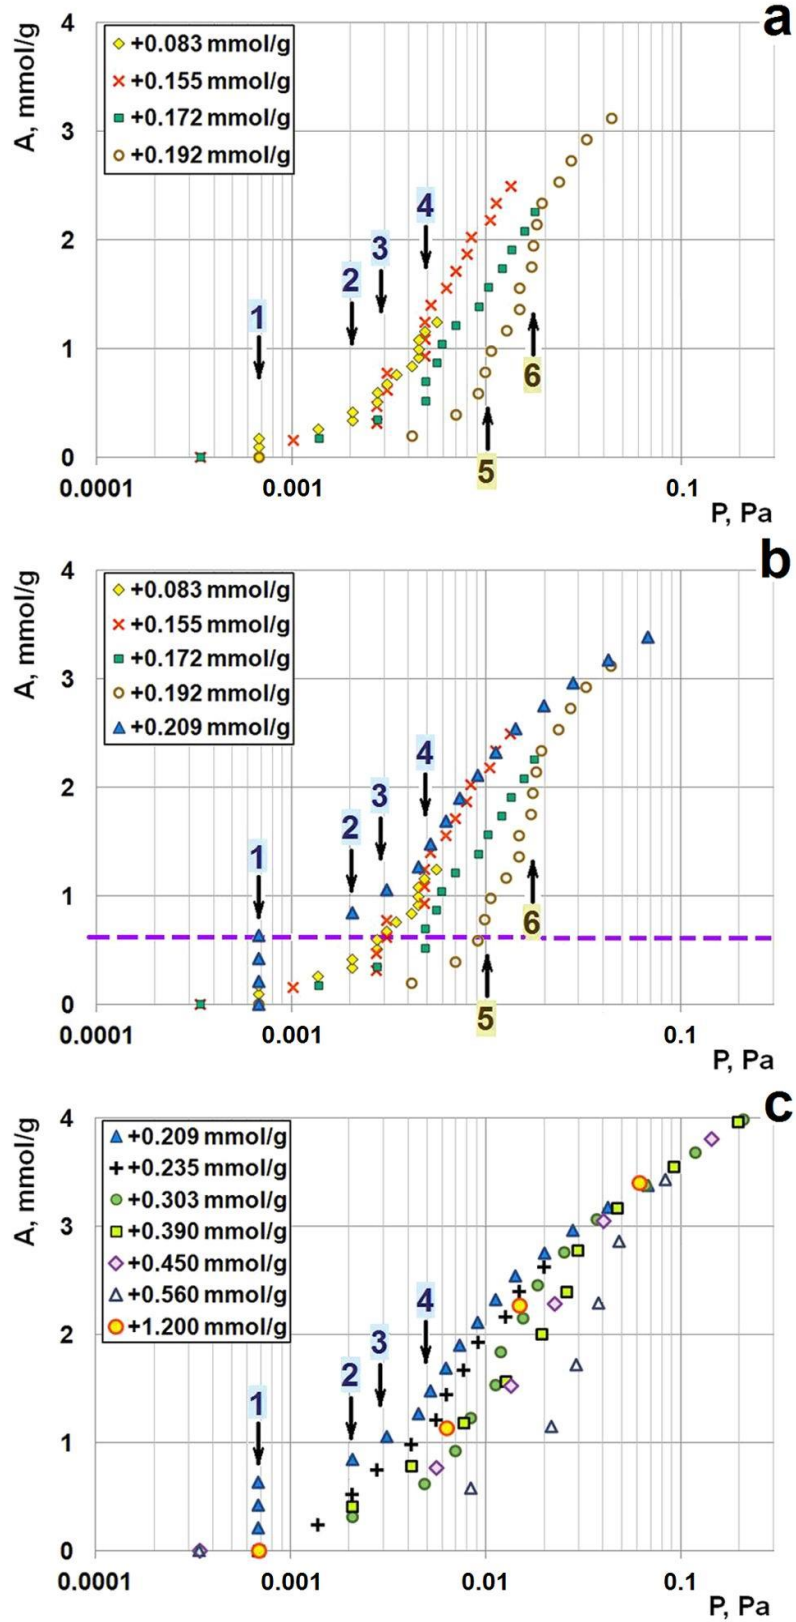 a
A, mmol/g
4
3
2
1
0
+0.083 mmol/g
+0.155 mmol/g
+0.172 mmol/g
+0.192 mmol/g
1
2
3
4
5
6
0.0001
0.001
0.1
P, Pa
b
A, mmol/g
4
3
2
1
0
+0.083 mmol/g
+0.155 mmol/g
+0.172 mmol/g
+0.192 mmol/g
+0.209 mmol/g
1
2
3
4
5
6
0.0001
0.001
0.1
P, Pa
c
A, mmol/g
4
3
2
1
0
+0.209 mmol/g
+0.235 mmol/g
+0.303 mmol/g
+0.390 mmol/g
+0.450 mmol/g
+0.560 mmol/g
+1.200 mmol/g
1
2
3
4
0.0001
0.001
0.01
0.1
P, Pa